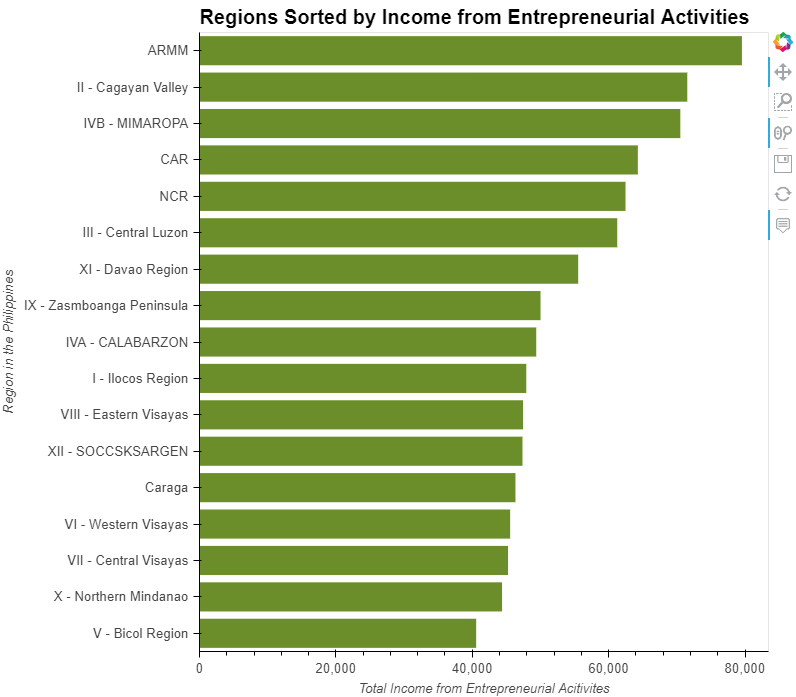 Regions Sorted by Income from Entrepreneurial Activities
ARMM
II - Cagayan Valley
IVB - MIMAROPA
CAR
NCR
III - Central Luzon
XI - Davao Region
IX - Zasmboanga Peninsula
IVA - CALABARZON
I - Ilocos Region
VIII - Eastern Visayas
XII - SOCCSKSARGEN
Caraga
VI - Western Visayas
VII - Central Visayas
X - Northern Mindanao
V - Bicol Region
Region in the Philippines
0 20,000 40,000 60,000 80,000
Total Income from Entrepreneurial Acitivites